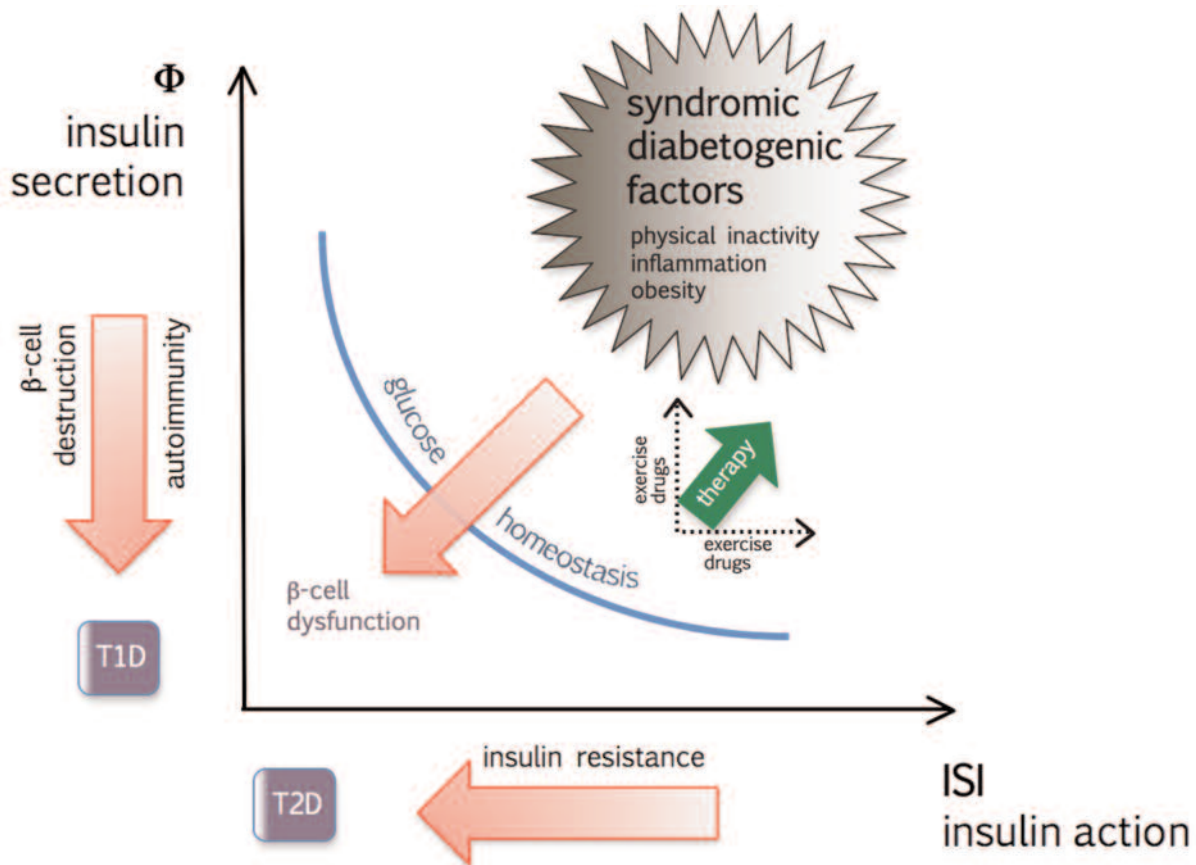 Φ
insulin
secretion
syndromic
diabetogenic
factors
physical inactivity
inflammation
obesity
β-cell
destruction
autoimmunity
glucose
homeostasis
exercise
drugs
therapy
exercise
drugs
β-cell
dysfunction
T1D
T2D
insulin resistance
ISI
insulin action